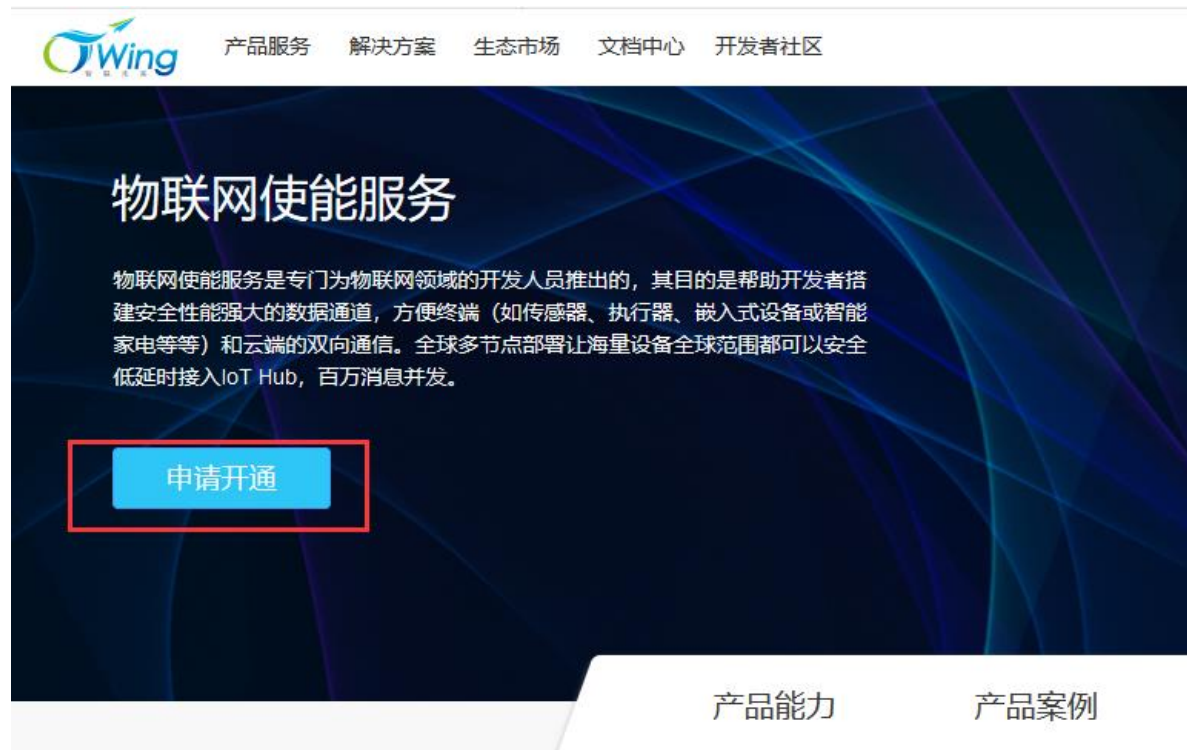 CTWing
产品服务 解决方案 生态市场 文档中心 开发者社区
物联网使能服务
物联网使能服务是专门为物联网领域的开发人员推出的，其目的是帮助开发者搭
建安全性能强大的数据通道，方便终端（如传感器、执行器、嵌入式设备或智能
家电等等）和云端的双向通信。全球多节点部署让海量设备全球范围都可以安全
低延时接入IoT Hub，百万消息并发。
申请开通
产品能力 产品案例